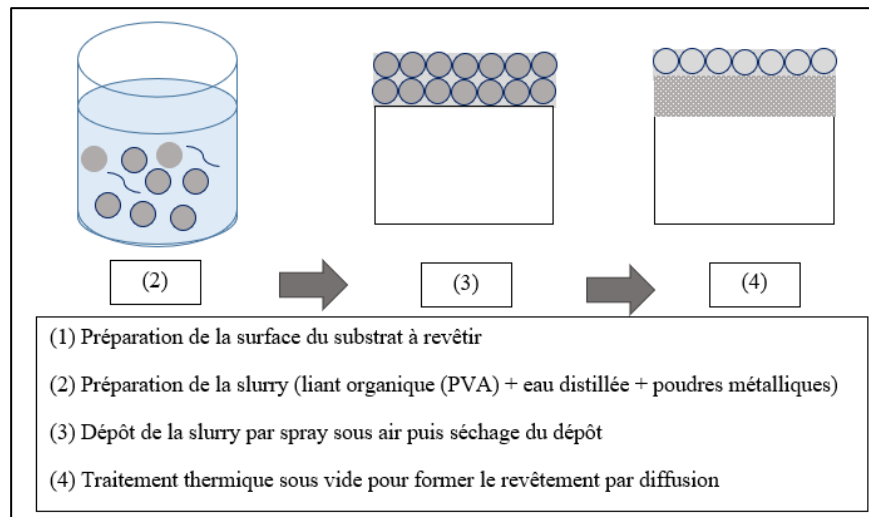 (2)
(3)
(4)
(1) Préparation de la surface du substrat à revêtir
(2) Préparation de la slurry (liant organique (PVA) + eau distillée + poudres métalliques)
(3) Dépôt de la slurry par spray sous air puis séchage du dépôt
(4) Traitement thermique sous vide pour former le revêtement par diffusion